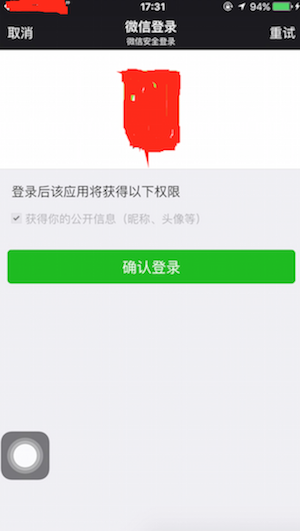 17:31
94%
取消
微信登录
重试
微信安全登录
登录后该应用将获得以下权限
获得你的公开信息（昵称、头像等）
确认登录